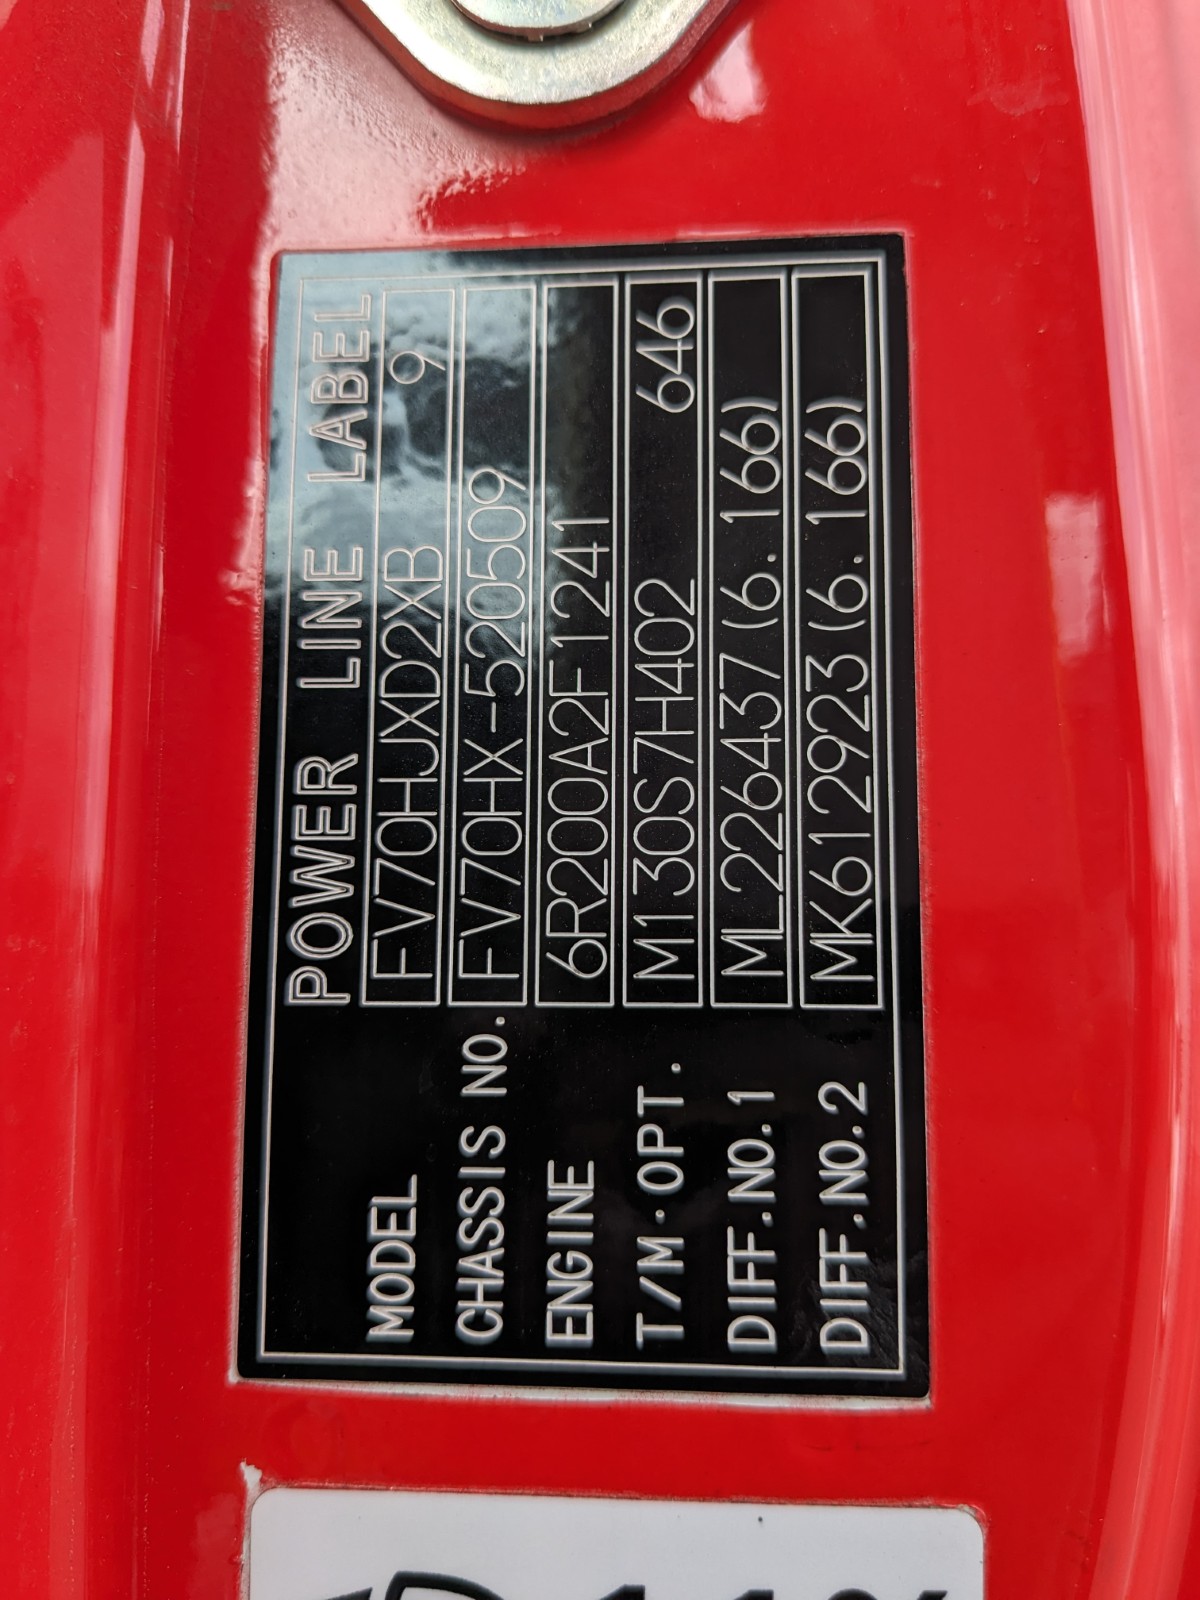 POWER LINE LABEL
MODEL FV70HJXD2XB 9
CHASSIS NO. FV70HX-520509
ENGINE 6R200A2F1241
T/M·OPT. M130S7H402 646
DIFF.NO.1 ML226437(6.166)
DIFF.NO.2 MK612923(6.166)